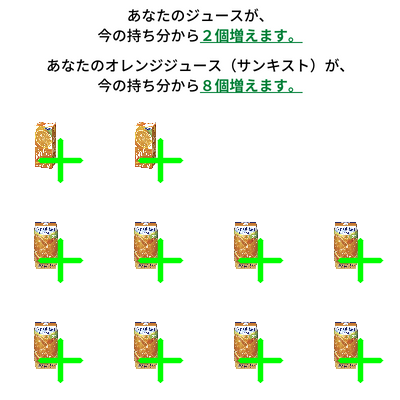 あなたのジュースが、
今の持ち分から２個増えます。
あなたのオレンジジュース（サンキスト）が、
今の持ち分から８個増えます。